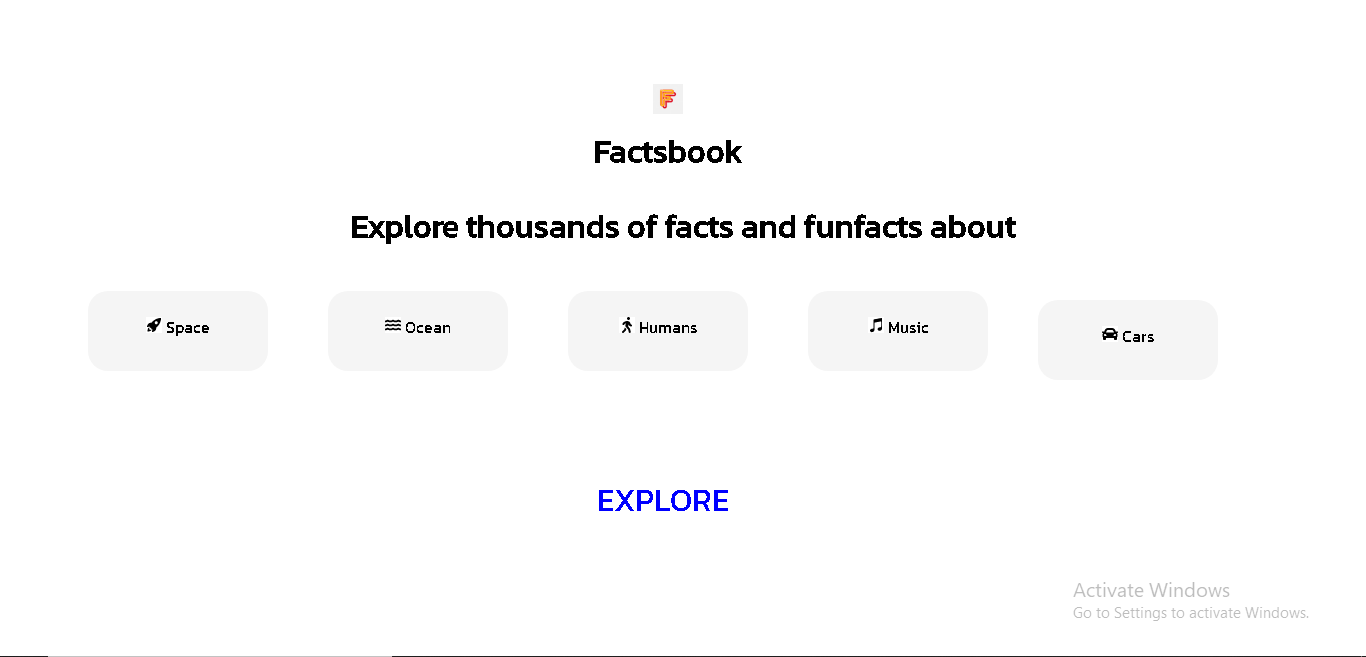 F
Factsbook
Explore thousands of facts and funfacts about
Space
Ocean
Humans
Music
Cars
EXPLORE
Activate Windows
Go to Settings to activate Windows.